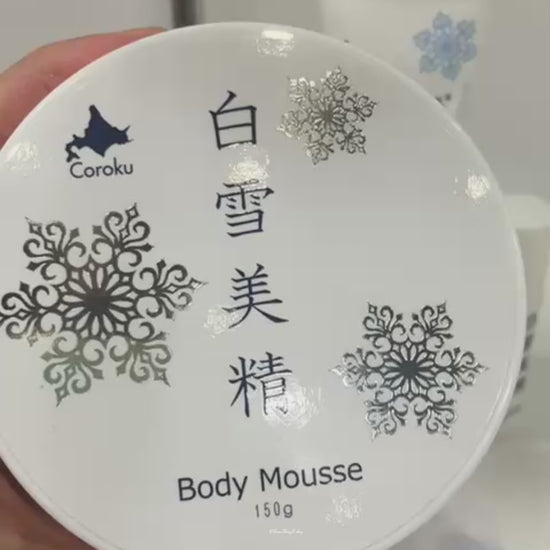 Coroku
白雪美精
Body Mousse
150g